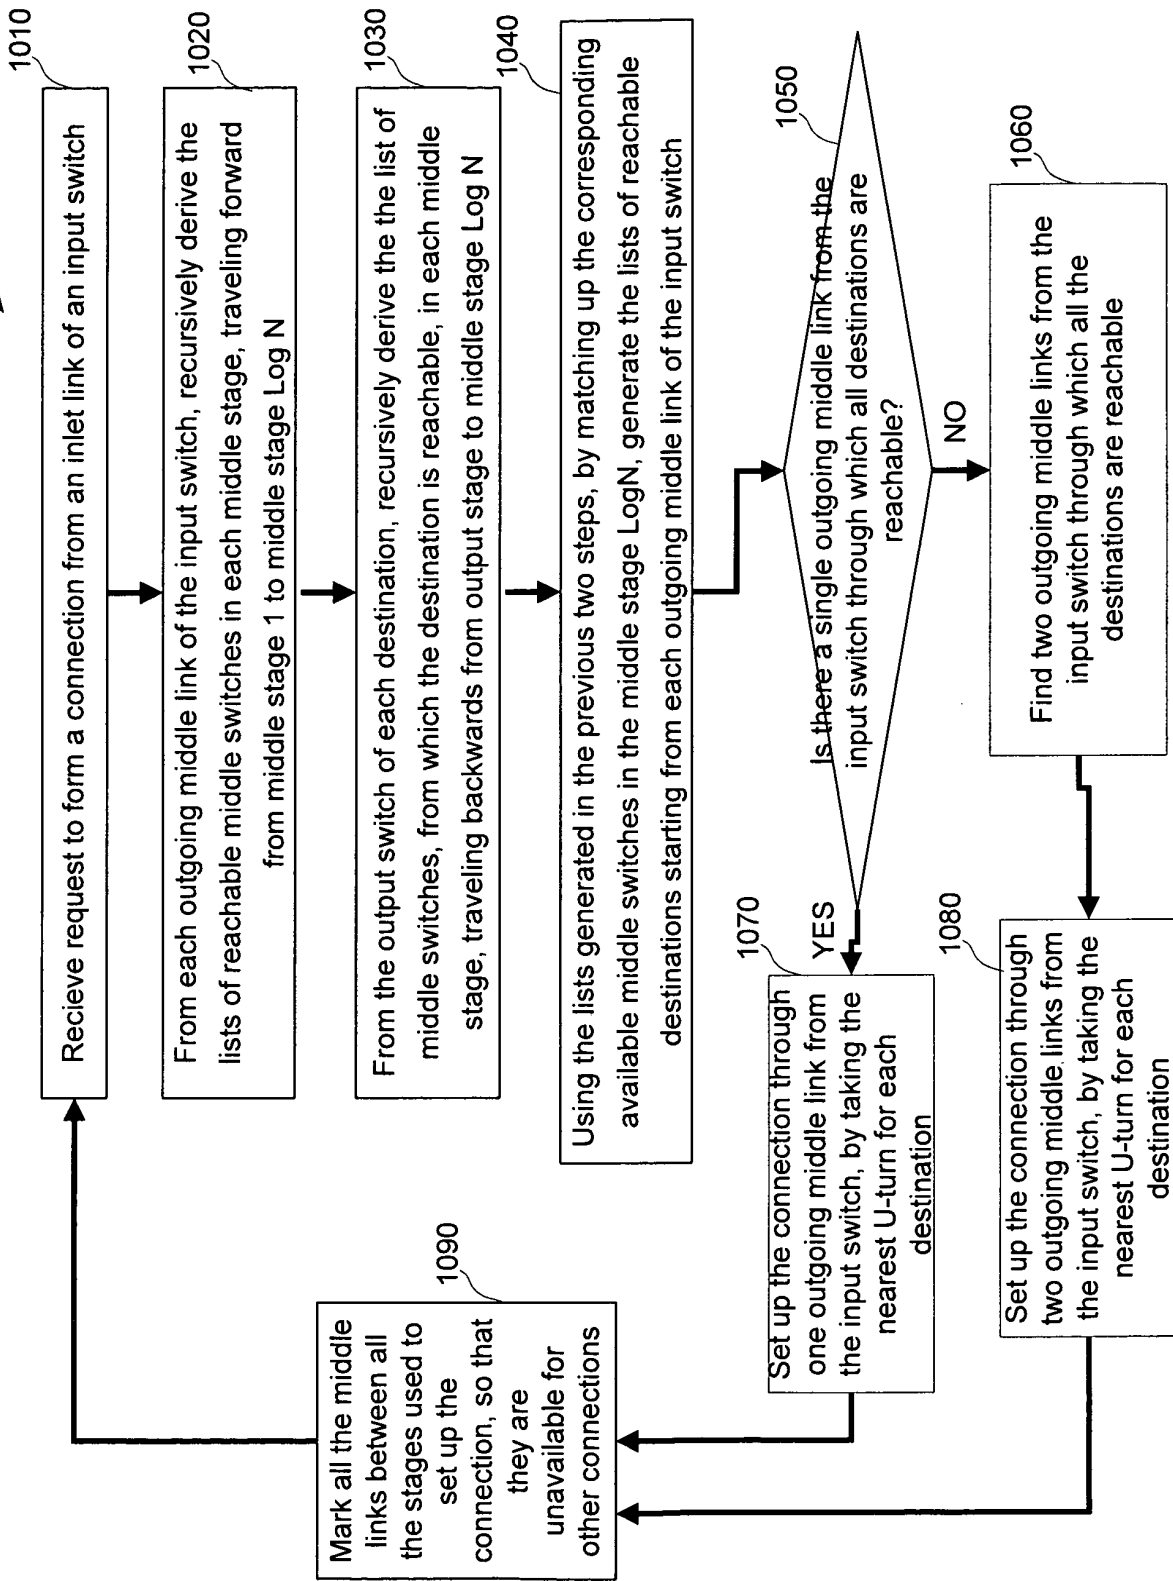 1010
Recieve request to form a connection from an inlet link of an input switch
1020
From each outgoing middle link of the input switch, recursively derive the
lists of reachable middle switches in each middle stage, traveling forward
from middle stage 1 to middle stage Log N
1030
From the output switch of each destination, recursively derive the the list of
middle switches, from which the destination is reachable, in each middle
stage, traveling backwards from output stage to middle stage Log N
1040
Using the lists generated in the previous two steps, by matching up the corresponding
available middle switches in the middle stage LogN, generate the lists of reachable
destinations starting from each outgoing middle link of the input switch
1050
Is there a single outgoing middle link from the
input switch through which all destinations are
reachable?
NO
YES
1060
Find two outgoing middle links from the
input switch through which all the
destinations are reachable
1070
Set up the connection through
one outgoing middle link from
the input switch, by taking the
nearest U-turn for each
destination
1080
Set up the connection through
two outgoing middle links from
the input switch, by taking the
nearest U-turn for each
destination
1090
Mark all the middle
links between all
the stages used to
set up the
connection, so that
they are
unavailable for
other connections